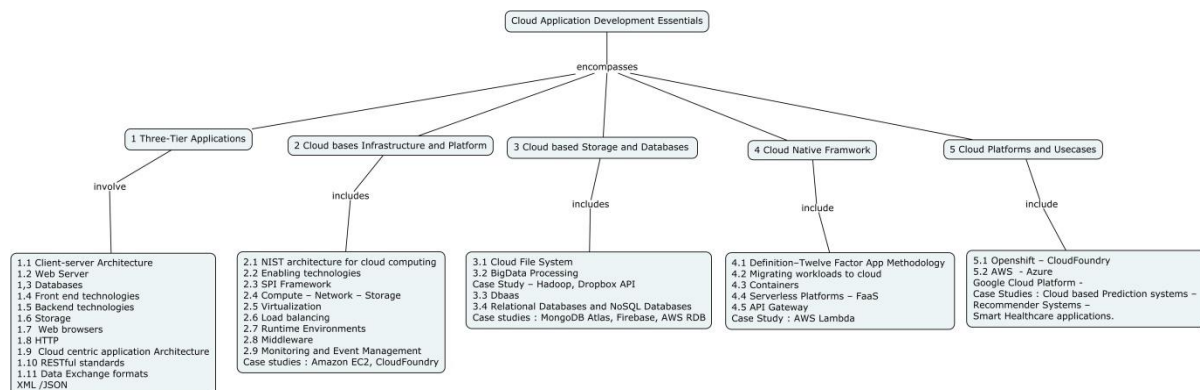 Cloud Application Development Essentials
encompasses
1 Three-Tier Applications
2 Cloud bases Infrastructure and Platform
3 Cloud based Storage and Databases
4 Cloud Native Framwork
5 Cloud Platforms and Usecases
involve
includes
includes
include
include
1.1 Client-server Architecture
1.2 Web Server
1,3 Databases
1.4 Front end technologies
1.5 Backend technologies
1.6 Storage
1.7 Web browsers
1.8 HTTP
1.9 Cloud centric application Architecture
1.10 RESTful standards
1.11 Data Exchange formats
XML /JSON
2.1 NIST architecture for cloud computing
2.2 Enabling technologies
2.3 SPI Framework
2.4 Compute – Network – Storage
2.5 Virtualization
2.6 Load balancing
2.7 Runtime Environments
2.8 Middleware
2.9 Monitoring and Event Management
Case studies : Amazon EC2, CloudFoundry
3.1 Cloud File System
3.2 BigData Processing
Case Study – Hadoop, Dropbox API
3.3 Dbaas
3.4 Relational Databases and NoSQL Databases
Case studies : MongoDB Atlas, Firebase, AWS RDB
4.1 Definition–Twelve Factor App Methodology
4.2 Migrating workloads to cloud
4.3 Containers
4.4 Serverless Platforms – FaaS
4.5 API Gateway
Case Study : AWS Lambda
5.1 Openshift – CloudFoundry
5.2 AWS - Azure
Google Cloud Platform -
Case Studies : Cloud based Prediction systems –
Recommender Systems –
Smart Healthcare applications.